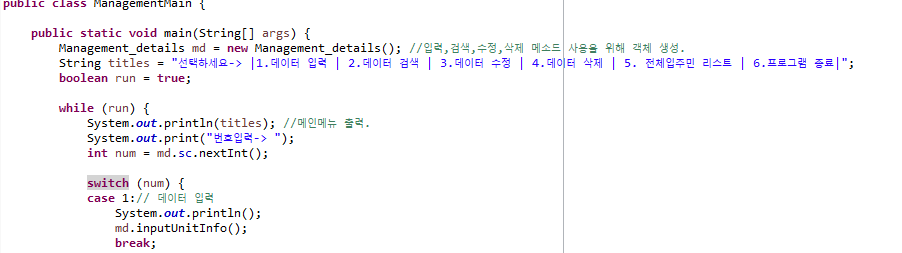 public class ManagementMain {
public static void main(String[] args) {
Management_details md = new Management_details(); //입력,검색,수정,삭제 메소드 사용을 위해 객체 생성.
String titles = "선택하세요-> |1.데이터 입력 | 2.데이터 검색 | 3.데이터 수정 | 4.데이터 삭제 | 5. 전체입주민 리스트 | 6.프로그램 종료|";
boolean run = true;
while (run) {
System.out.println(titles); //메인메뉴 출력.
System.out.print("번호입력-> ");
int num = md.sc.nextInt();
switch (num) {
case 1:// 데이터 입력
System.out.println();
md.inputUnitInfo();
break;